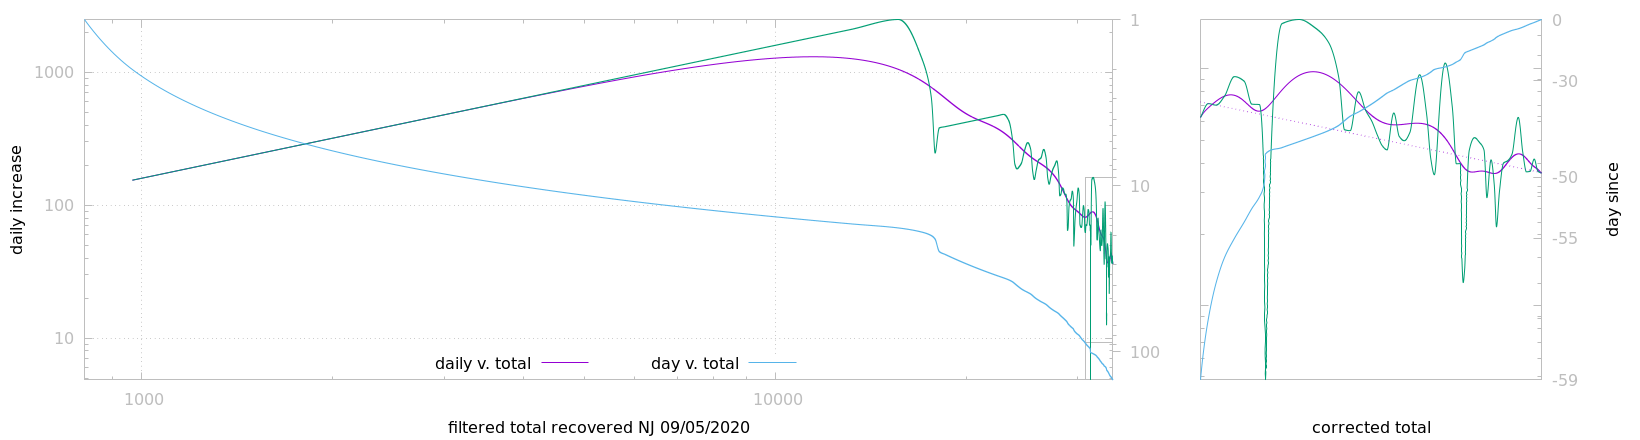 daily increase
1000
100
10
1000
10000
daily v. total
day v. total
1
10
100
filtered total recovered NJ 09/05/2020
0
-30
-50
-55
-59
day since
corrected total